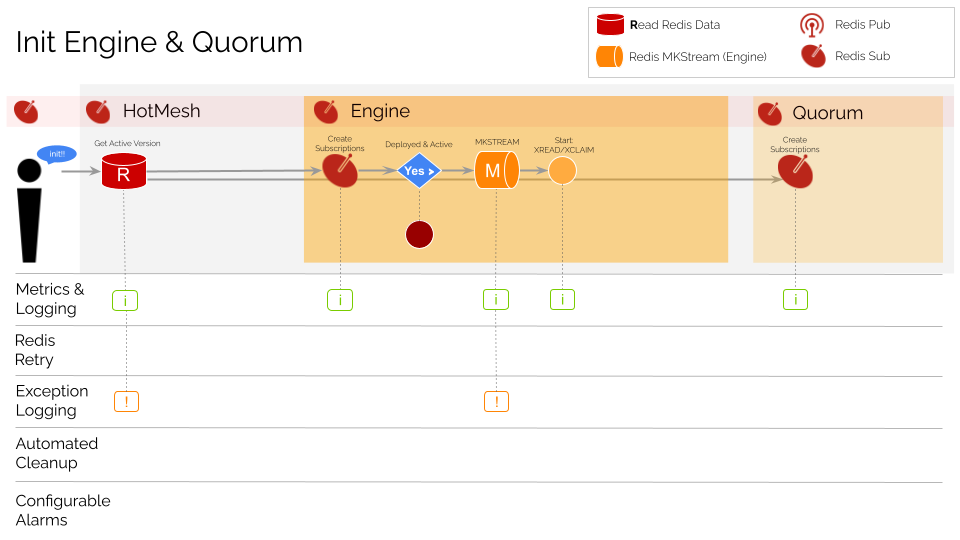 Init Engine & Quorum
Read Redis Data
Redis Pub
Redis MKStream (Engine)
Redis Sub
HotMesh
Engine
Quorum
init!!
Get Active Version
Create
Subscriptions
Deployed & Active
MKSTREAM
Start
XREAD/XCLAIM
Create
Subscriptions
R
Yes >
M
Metrics &
Logging
i
i
i
i
i
Redis
Retry
Exception
Logging
!
!
Automated
Cleanup
Configurable
Alarms